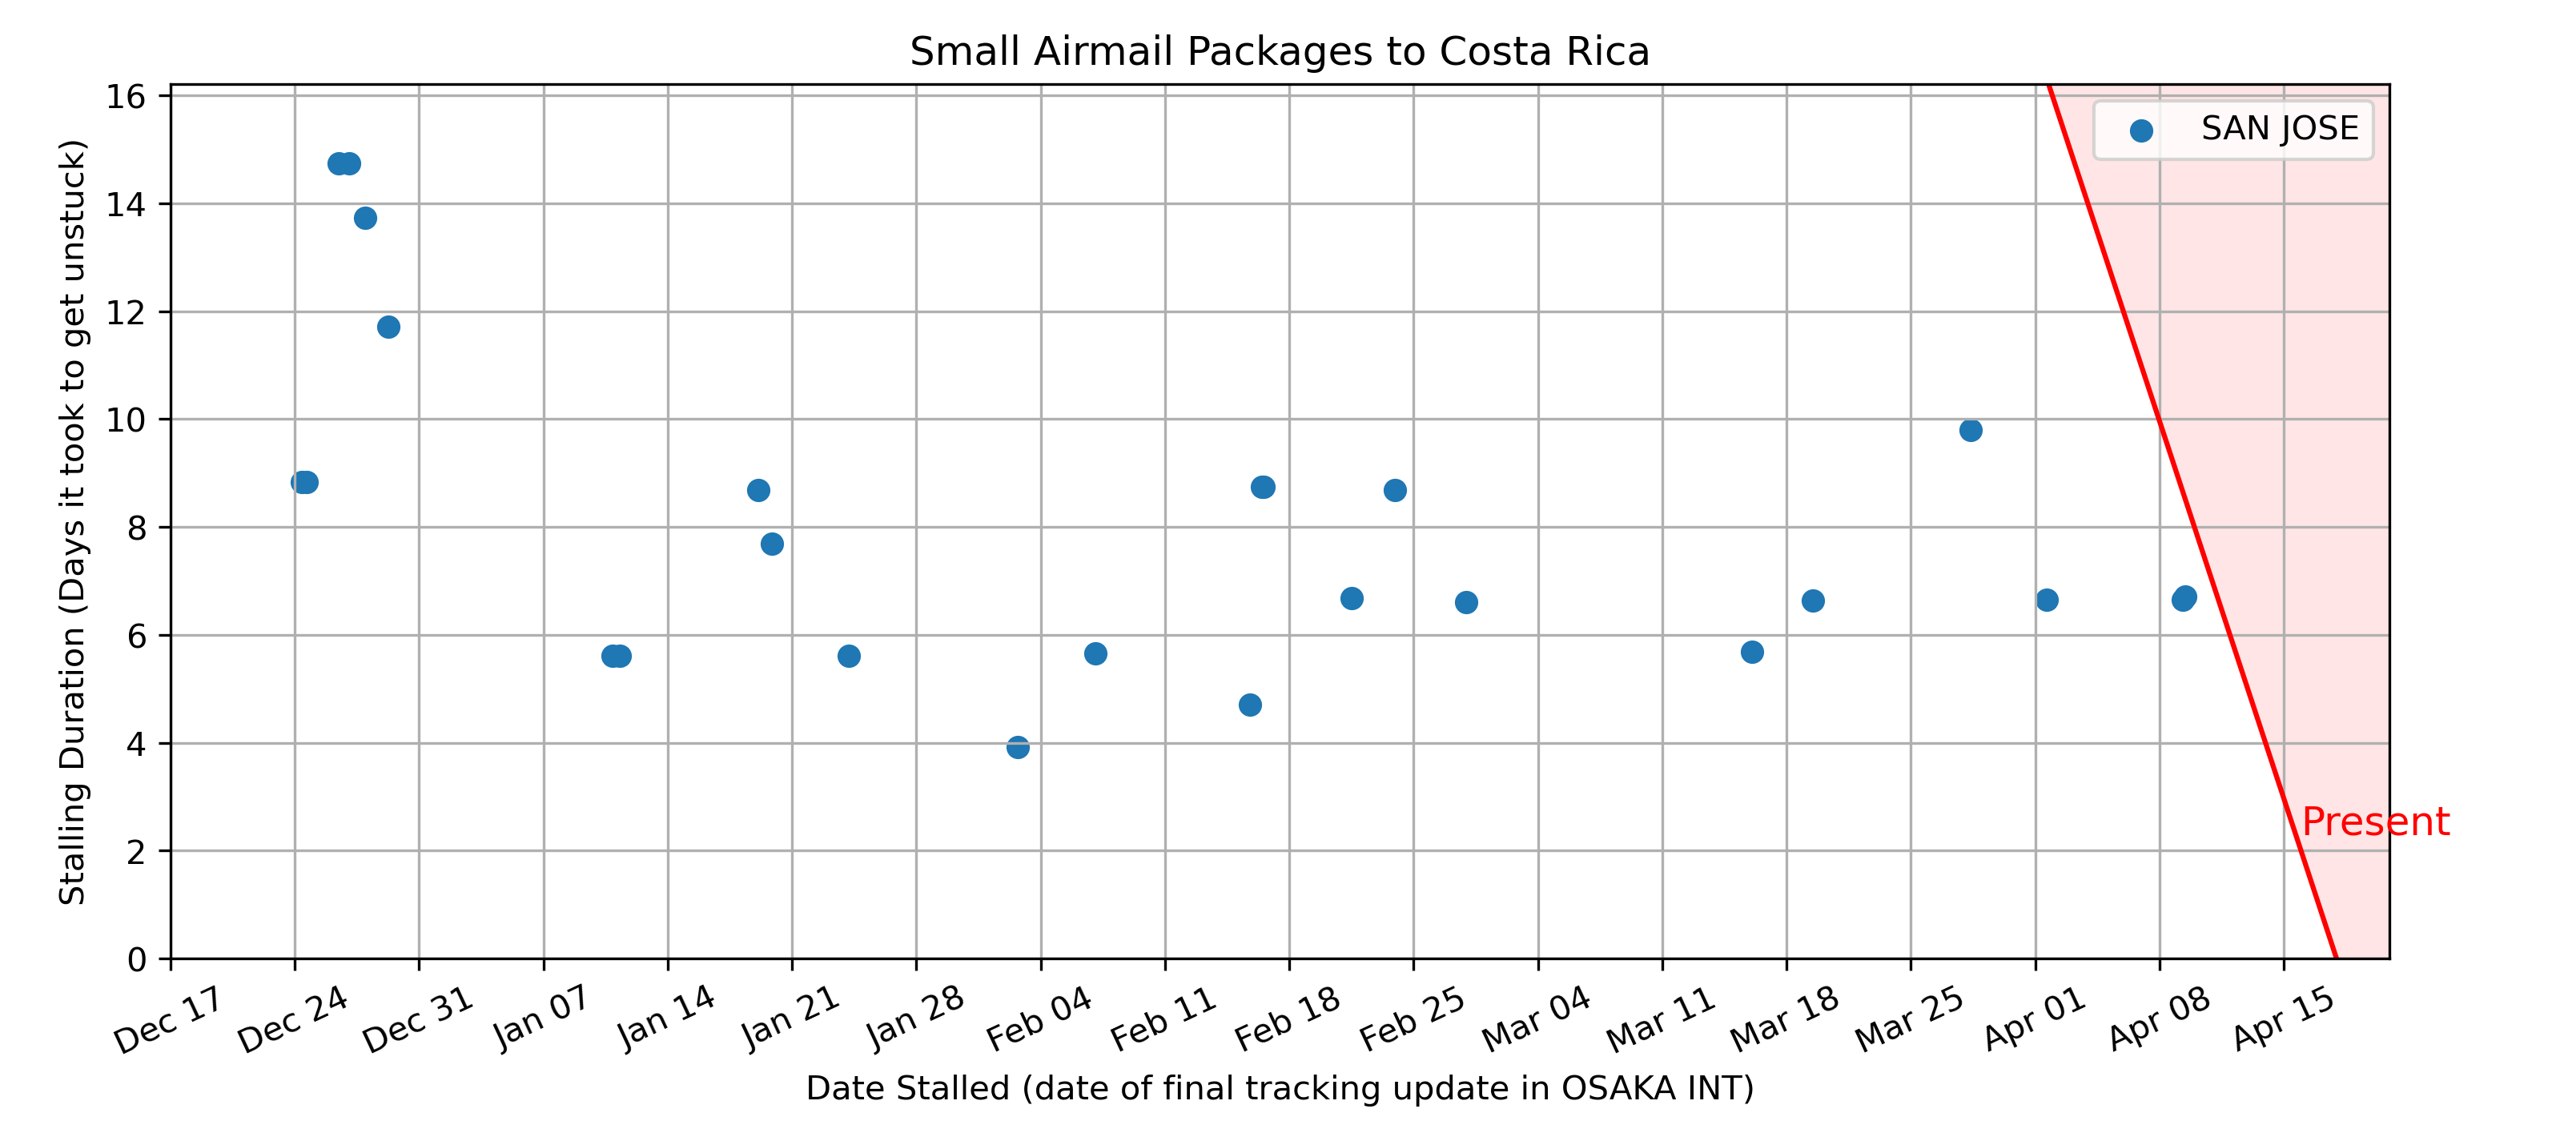 Small Airmail Packages to Costa Rica
Stalling Duration (Days it took to get unstuck)
16
14
12
10
8
6
4
2
0
SAN JOSE
Present
Dec 17
Dec 24
Dec 31
Jan 07
Jan 14
Jan 21
Jan 28
Feb 04
Feb 11
Feb 18
Feb 25
Mar 04
Mar 11
Mar 18
Mar 25
Apr 01
Apr 08
Apr 15
Date Stalled (date of final tracking update in OSAKA INT)